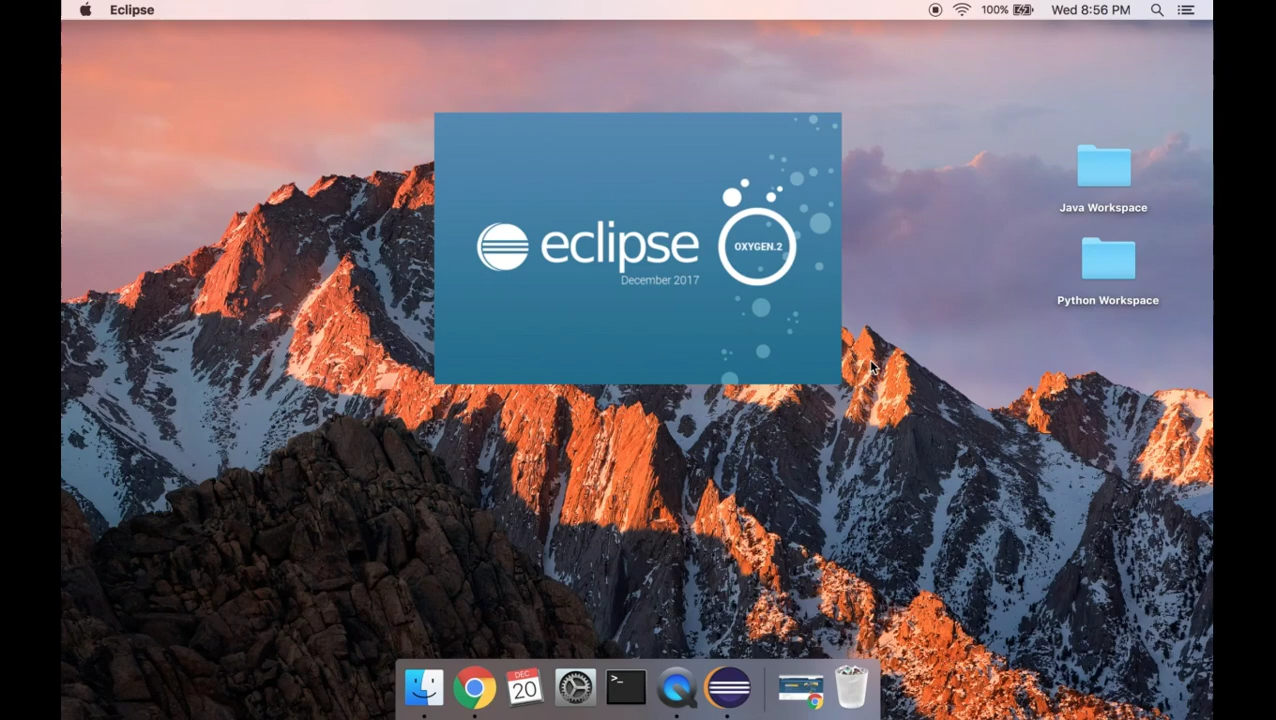 Eclipse
100%
Wed 8:56 PM
eclipse
December 2017
OXYGEN.2
Java Workspace
Python Workspace
DEC
20
>_